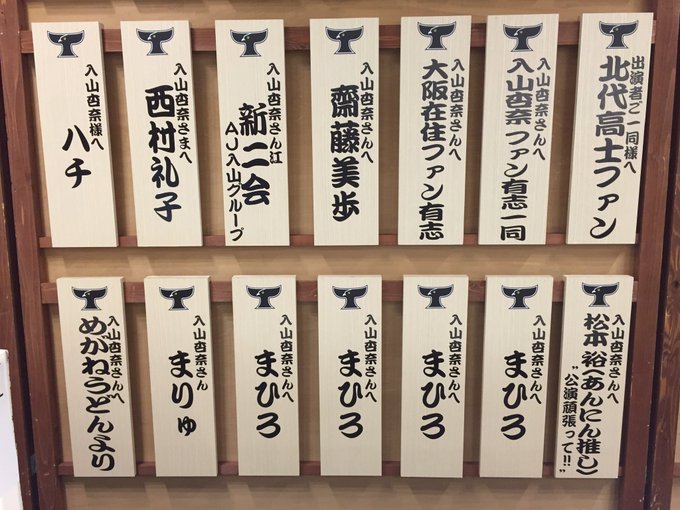 出演者ご一同様へ
北代高士ファン
入山杏奈さんへ
入山杏奈ファン有志一同
入山杏奈さんへ
大阪在住ファン有志
入山杏奈さんへ
齋藤美歩
入山杏奈さん江
新二会
AJ入山グループ
入山杏奈さまへ
西村礼子
入山杏奈様へ
ハチ
入山杏奈さんへ
松本 裕(あんにん推し)
"公演頑張って!!"
入山杏奈さんへ
まひろ
入山杏奈さんへ
まひろ
入山杏奈さんへ
まひろ
入山杏奈さんへ
まひろ
入山杏奈さん
まりゅ
入山杏奈さんへ
めがねうどんより